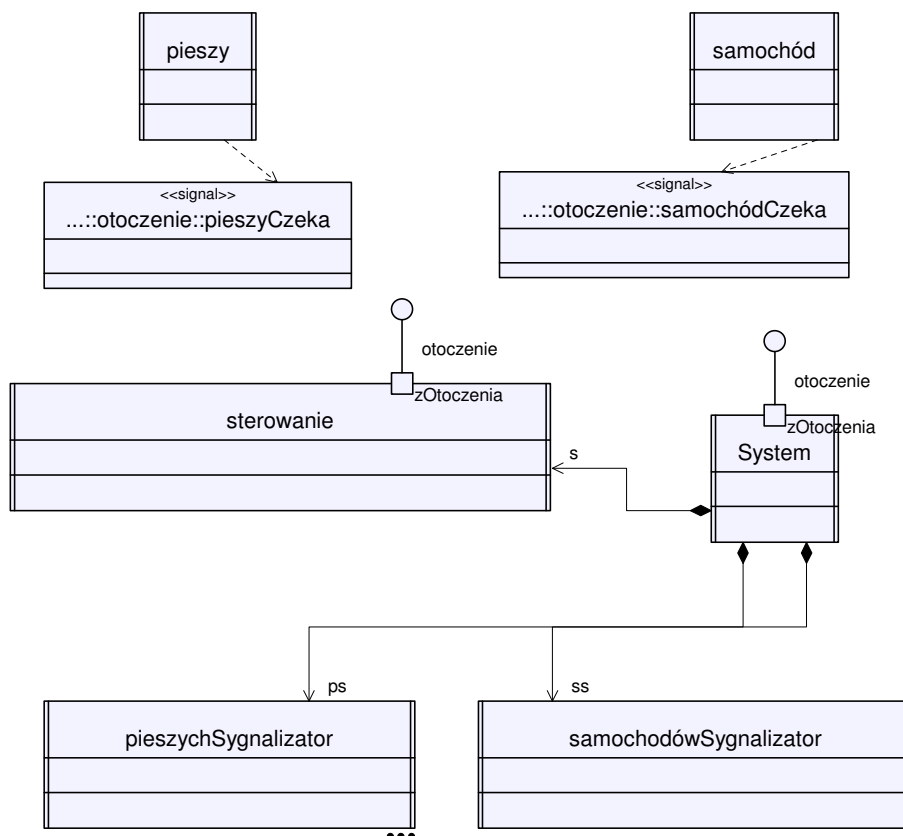 pieszy
samochód
<<signal>>
...::otoczenie::pieszyCzeka
<<signal>>
...::otoczenie::samochódCzeka
otoczenie
zOtoczenia
sterowanie
otoczenie
zOtoczenia
System
s
ps
ss
pieszychSygnalizator
samochodówSygnalizator